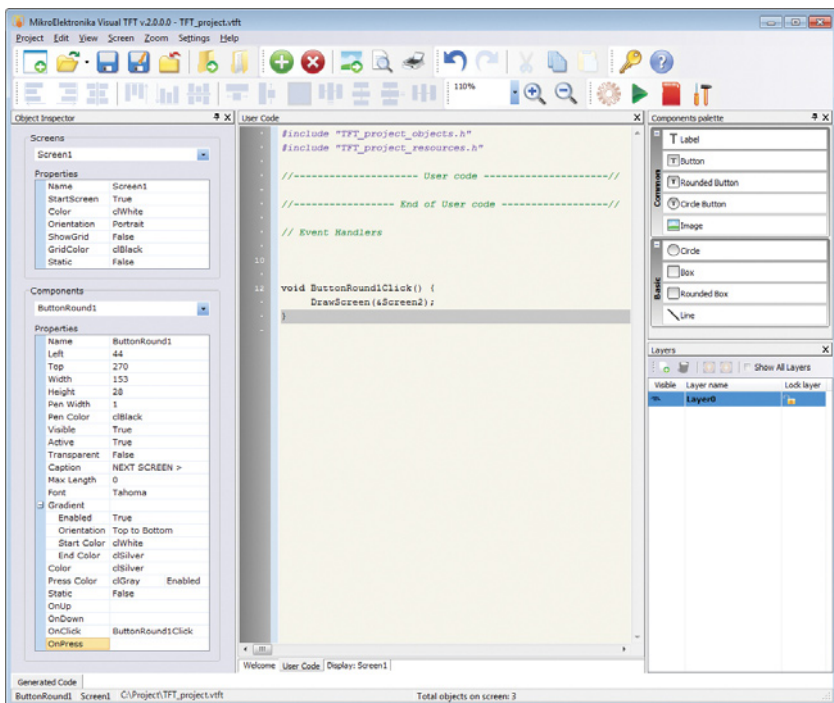 MikroElektronika Visual TFT v.2.0.0.0 - TFT_project.vtft
Project Edit View Screen Zoom Settings Help
110%
Object Inspector
Screens
Screen1
Properties
Name Screen1
StartScreen True
Color clWhite
Orientation Portrait
ShowGrid False
GridColor clBlack
Static False
Components
ButtonRound1
Properties
Name ButtonRound1
Left 44
Top 270
Width 153
Height 28
Pen Width 1
Pen Color clBlack
Visible True
Active True
Transparent False
Caption NEXT SCREEN >
Max Length 0
Font Tahoma
Gradient
Enabled True
Orientation Top to Bottom
Start Color clWhite
End Color clSilver
Color clSilver
Press Color clGray Enabled
Static False
OnUp
OnDown
OnClick ButtonRound1Click
OnPress
User Code
#include "TFT_project_objects.h"
#include "TFT_project_resources.h"
//--------------------- User code ---------------------//
//----------------- End of User code ------------------//
// Event Handlers
10
12 void ButtonRound1Click() {
DrawScreen(&Screen2);
}
Welcome User Code Display: Screen1
Components palette
Common
T Label
T Button
T Rounded Button
T Circle Button
Image
Basic
Circle
Box
Rounded Box
Line
Layers
Show All Layers
Visible Layer name Lock layer
Layer0
Generated Code
ButtonRound1 Screen1 C:\Project\TFT_project.vtft Total objects on screen: 3